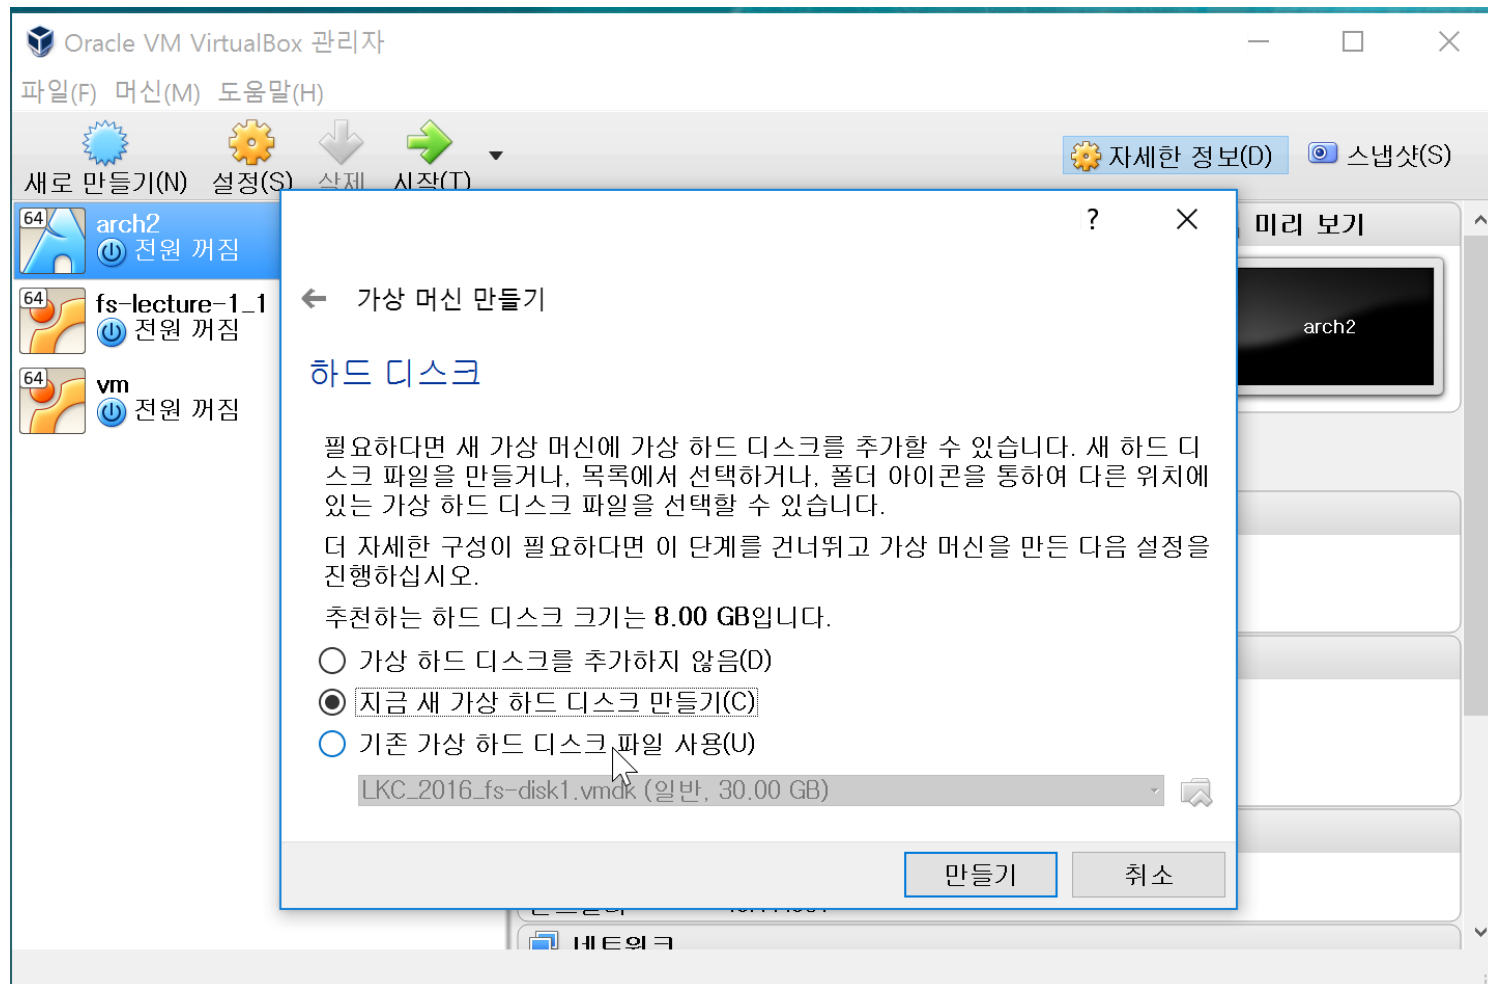 Oracle VM VirtualBox 관리자
파일(F) 머신(M) 도움말(H)
새로 만들기(N) 설정(S) 삭제 시작(T) 자세한 정보(D) 스냅샷(S)
64 arch2
전원 꺼짐
64 fs-lecture-1_1
전원 꺼짐
64 vm
전원 꺼짐
미리 보기
arch2
?
가상 머신 만들기
하드 디스크
필요하다면 새 가상 머신에 가상 하드 디스크를 추가할 수 있습니다. 새 하드 디
스크 파일을 만들거나, 목록에서 선택하거나, 폴더 아이콘을 통하여 다른 위치에
있는 가상 하드 디스크 파일을 선택할 수 있습니다.
더 자세한 구성이 필요하다면 이 단계를 건너뛰고 가상 머신을 만든 다음 설정을
진행하십시오.
추천하는 하드 디스크 크기는 8.00 GB입니다.
가상 하드 디스크를 추가하지 않음(D)
지금 새 가상 하드 디스크 만들기(C)
기존 가상 하드 디스크 파일 사용(U)
LKC_2016_fs-disk1.vmdk (일반, 30.00 GB)
만들기 취소
네트워크